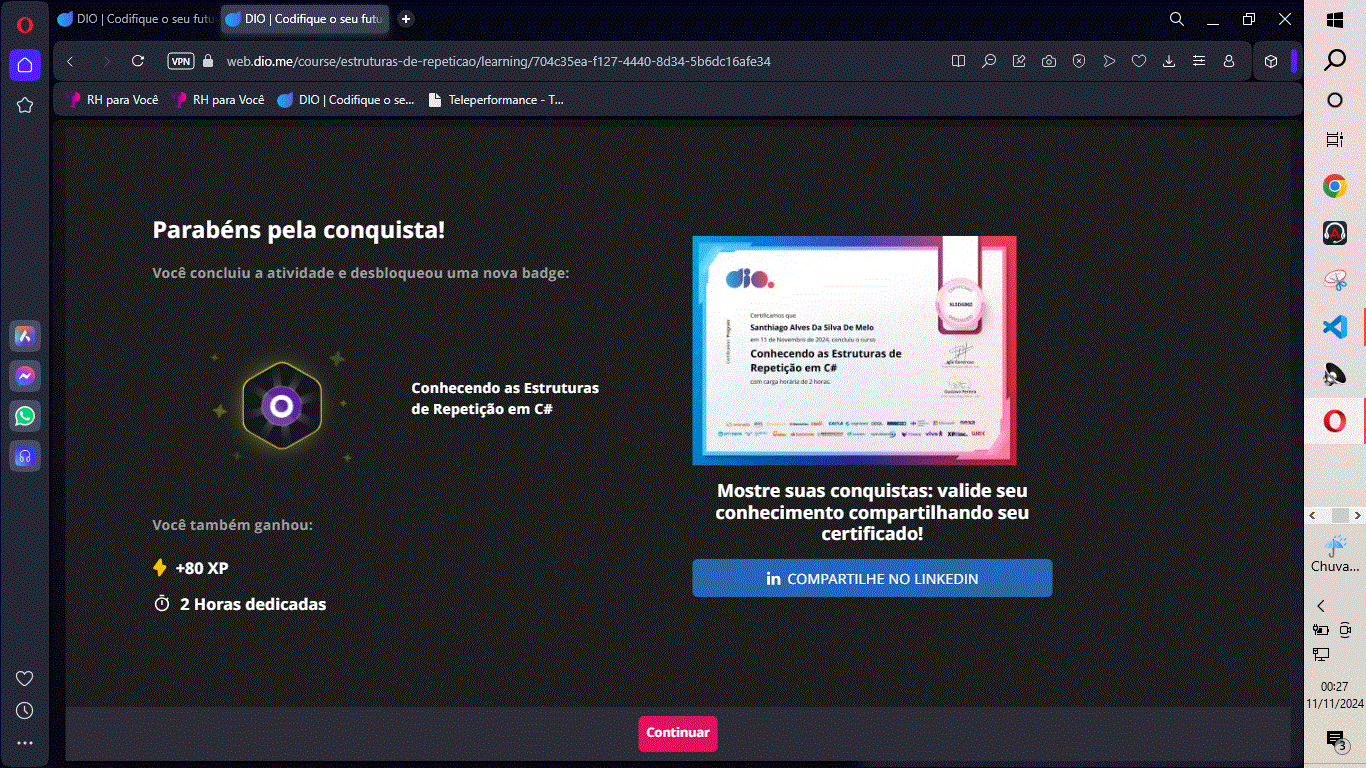 DIO | Codifique o seu futu
DIO | Codifique o seu futu
VPN
web.dio.me/course/estruturas-de-repeticao/learning/704c35ea-f127-4440-8d34-5b6dc16afe34
RH para Você
RH para Você
DIO | Codifique o se...
Teleperformance - T...
Parabéns pela conquista!
Você concluiu a atividade e desbloqueou uma nova badge:
Conhecendo as Estruturas
de Repetição em C#
Você também ganhou:
+80 XP
2 Horas dedicadas
dio.
Certificamos que
Santhiago Alves Da Silva De Melo
em 11 de Novembro de 2024, concluiu o curso
Conhecendo as Estruturas de
Repetição em C#
com carga horária de 2 horas.
Mostre suas conquistas: valide seu
conhecimento compartilhando seu
certificado!
in COMPARTILHE NO LINKEDIN
Continuar
Chuva...
00:27
11/11/2024
3